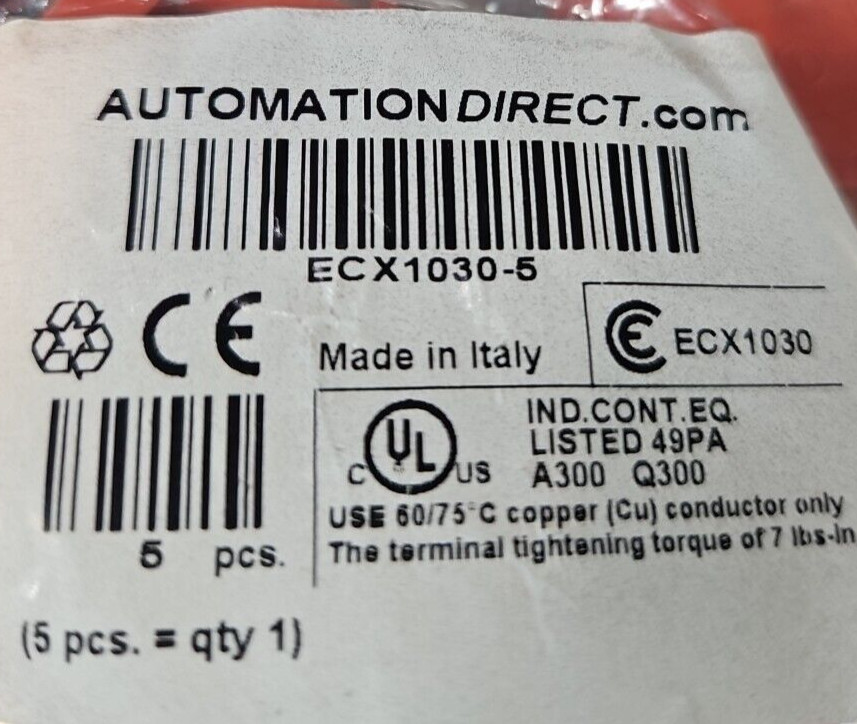 AUTOMATIONDIRECT.com
ECX1030-5
CE
Made in Italy
CE ECX1030
C UL US
IND.CONT.EQ.
LISTED 49PA
A300 Q300
USE 60/75°C copper (Cu) conductor only
The terminal tightening torque of 7 lbs-in
5 pcs.
(5 pcs. = qty 1)